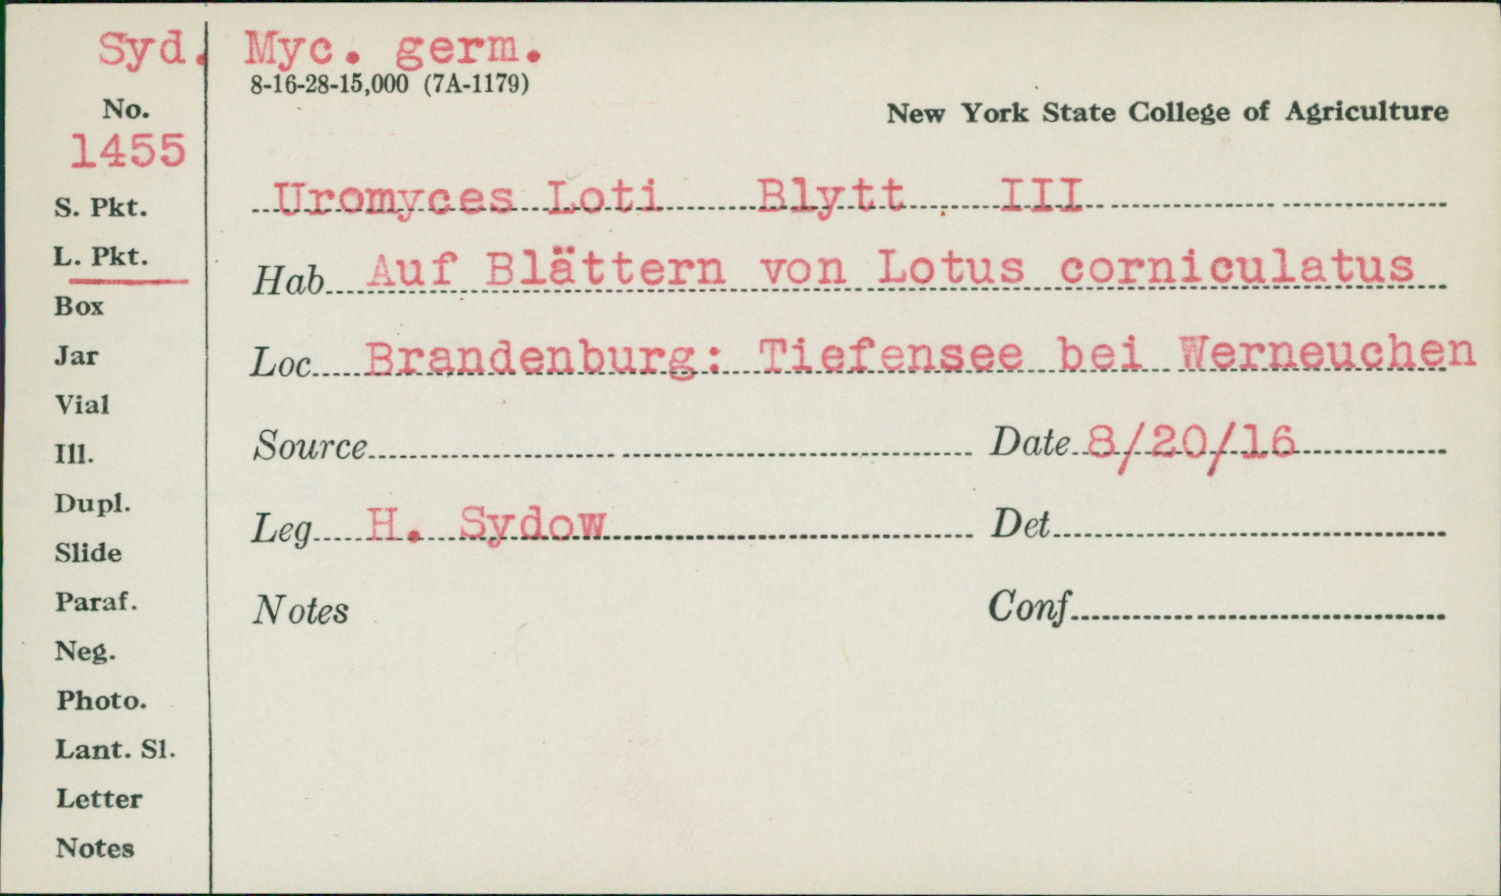 Syd. Myc. germ.
8-16-28-15,000 (7A-1179)
New York State College of Agriculture
No.
1455
S. Pkt.
L. Pkt.
Box
Jar
Vial
Ill.
Dupl.
Slide
Paraf.
Neg.
Photo.
Lant. Sl.
Letter
Notes
Uromyces Loti Blytt III
Hab Auf Blättern von Lotus corniculatus
Loc Brandenburg: Tiefensee bei Werneuchen
Source Date 8/20/16
Leg H. Sydow Det
Notes Conf